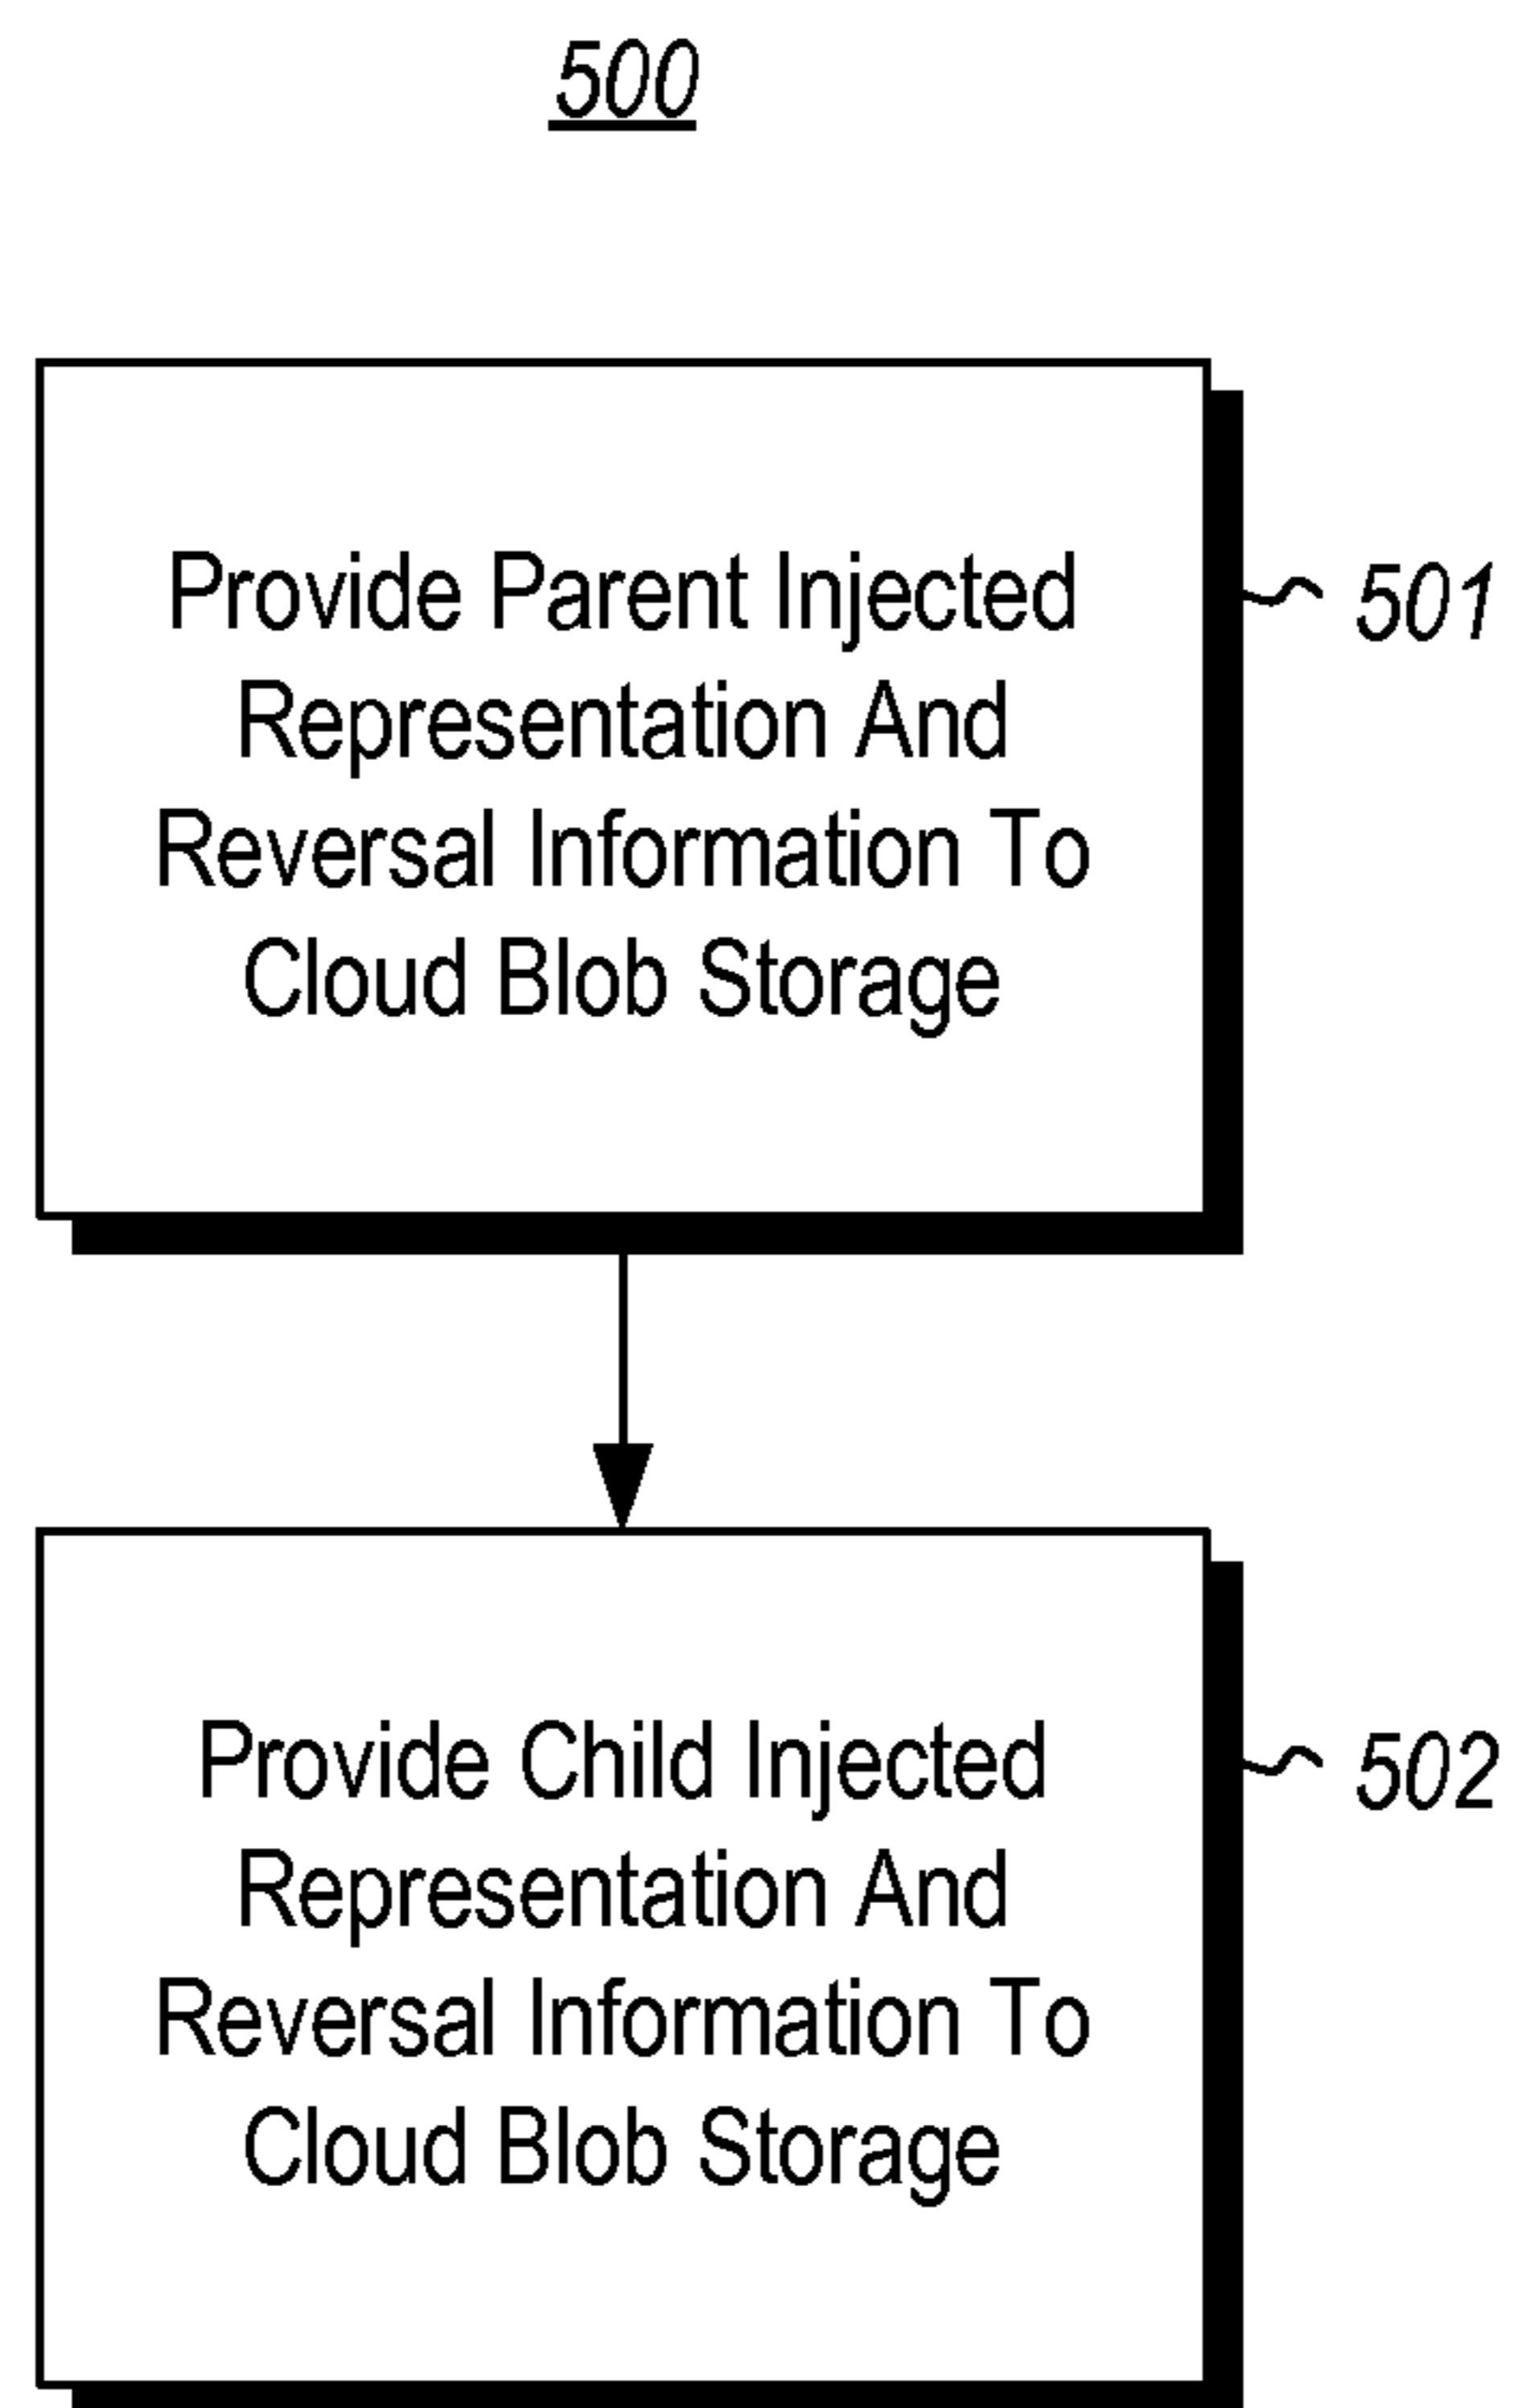 500
Provide Parent Injected
Representation And
Reversal Information To
Cloud Blob Storage
501
Provide Child Injected
Representation And
Reversal Information To
Cloud Blob Storage
502